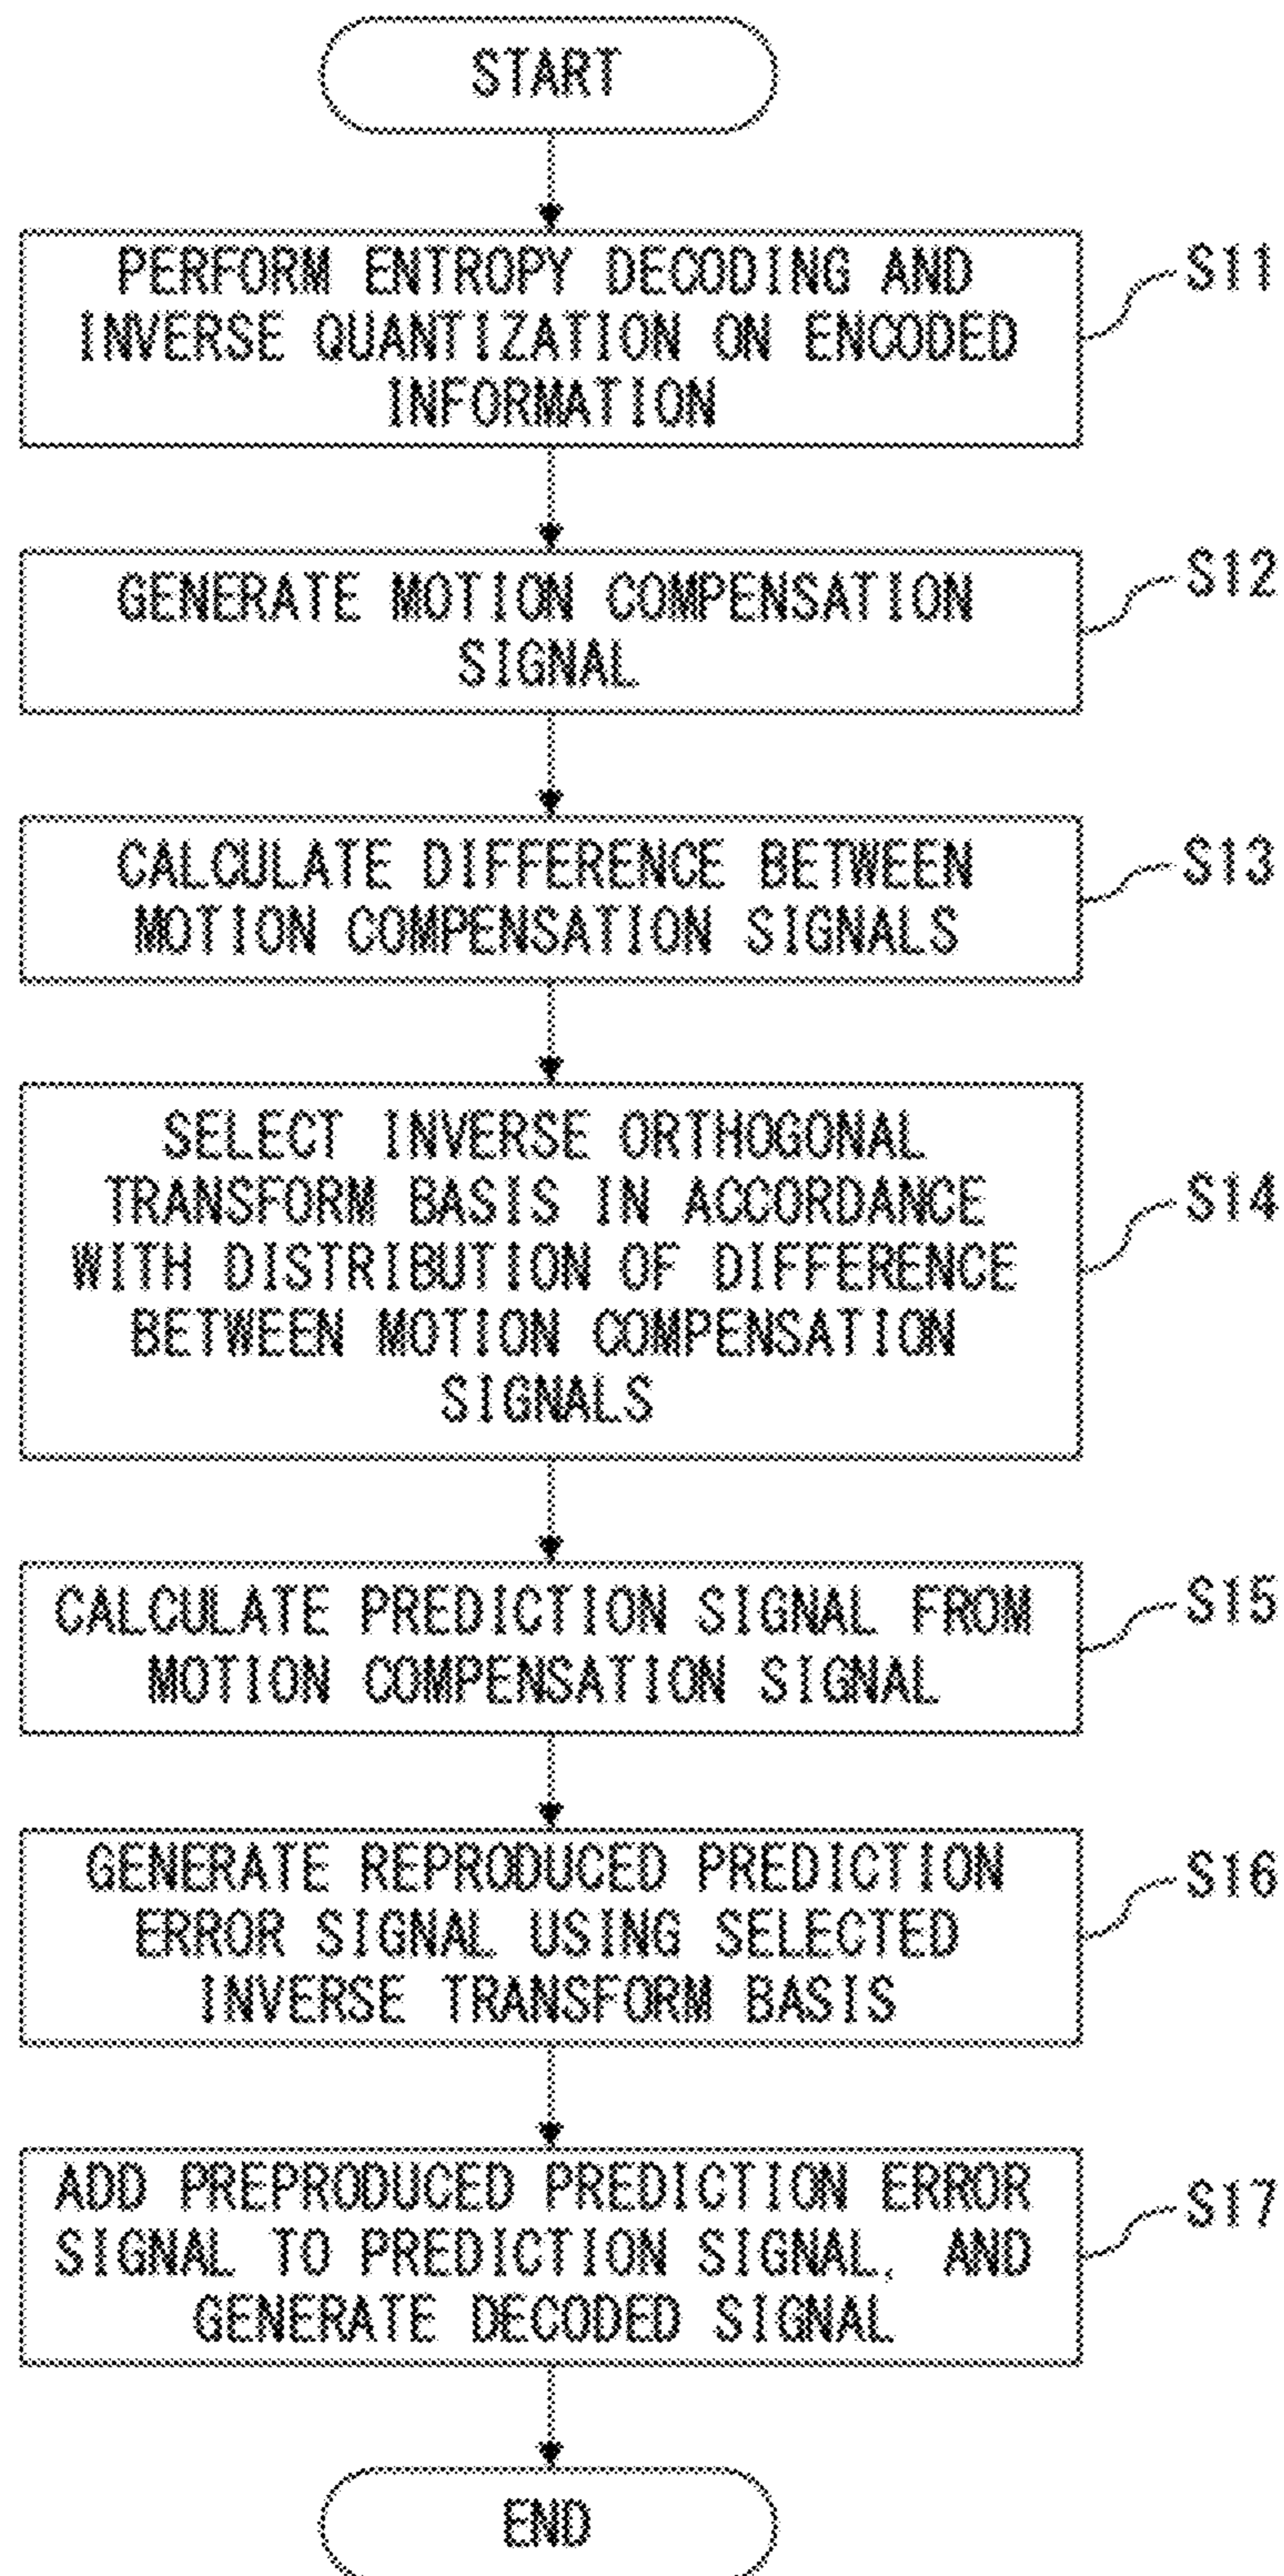 START
PERFORM ENTROPY DECODING AND
INVERSE QUANTIZATION ON ENCODED
INFORMATION
S11
GENERATE MOTION COMPENSATION
SIGNAL
S12
CALCULATE DIFFERENCE BETWEEN
MOTION COMPENSATION SIGNALS
S13
SELECT INVERSE ORTHOGONAL
TRANSFORM BASIS IN ACCORDANCE
WITH DISTRIBUTION OF DIFFERENCE
BETWEEN MOTION COMPENSATION
SIGNALS
S14
CALCULATE PREDICTION SIGNAL FROM
MOTION COMPENSATION SIGNAL
S15
GENERATE REPRODUCED PREDICTION
ERROR SIGNAL USING SELECTED
INVERSE TRANSFORM BASIS
S16
ADD PREPRODUCED PREDICTION ERROR
SIGNAL TO PREDICTION SIGNAL, AND
GENERATE DECODED SIGNAL
S17
END